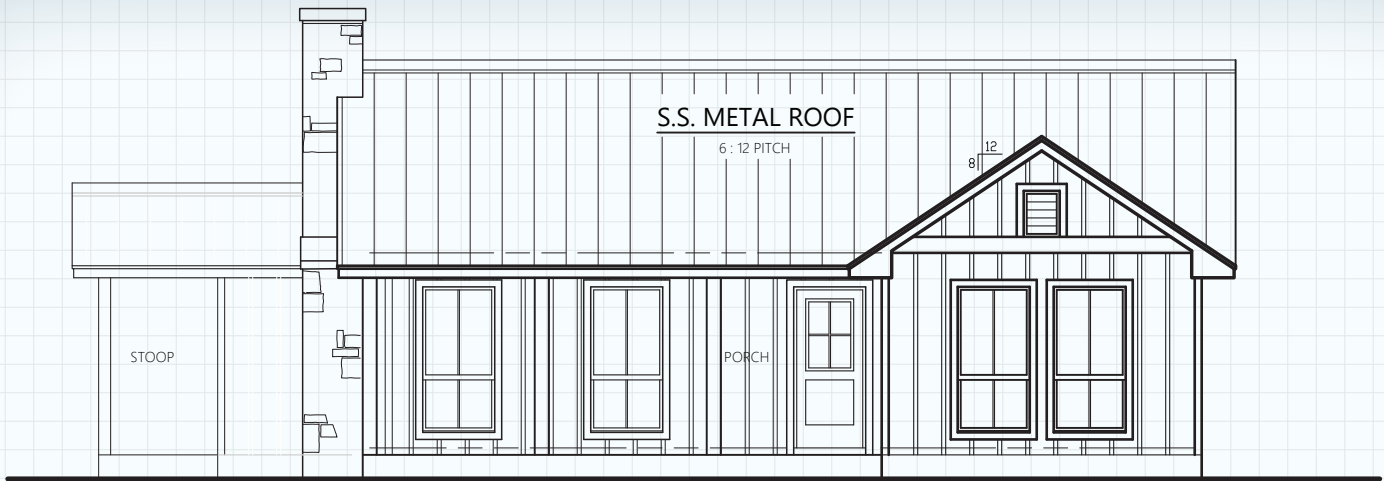 S.S. METAL ROOF
6 : 12 PITCH
12
8
STOOP
PORCH